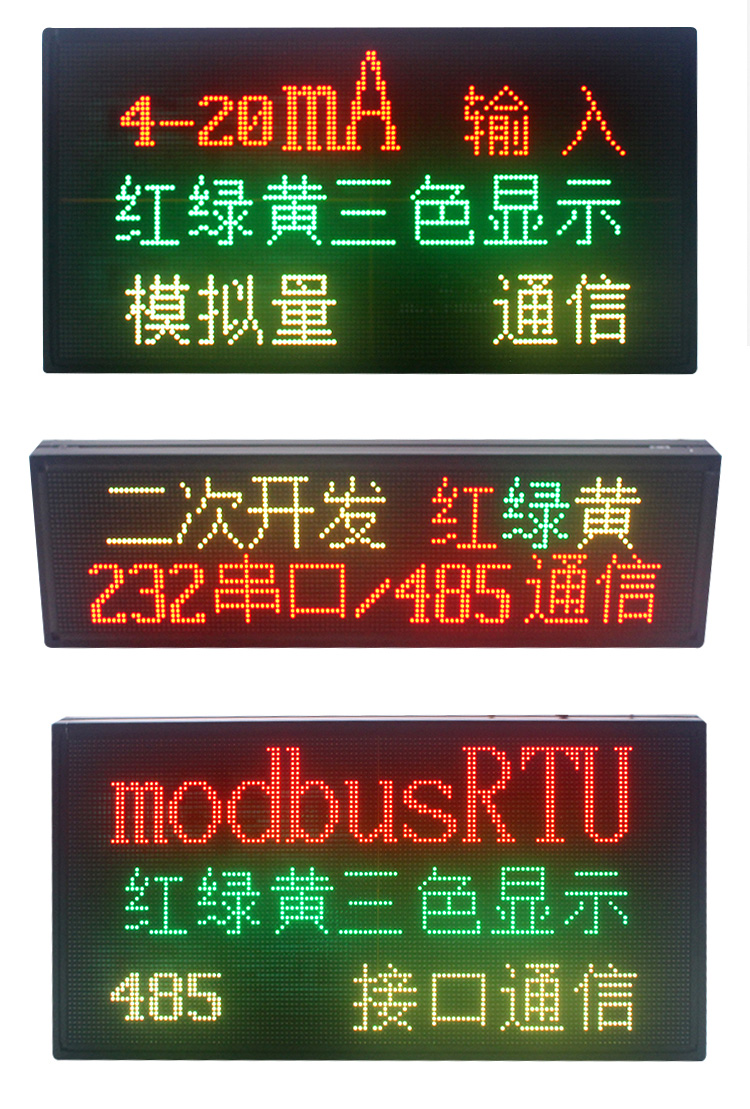 4-20mA 输入
红绿黄三色显示
模拟量 通信
二次开发 红绿黄
232串口/485通信
modbusRTU
红绿黄三色显示
485 接口通信